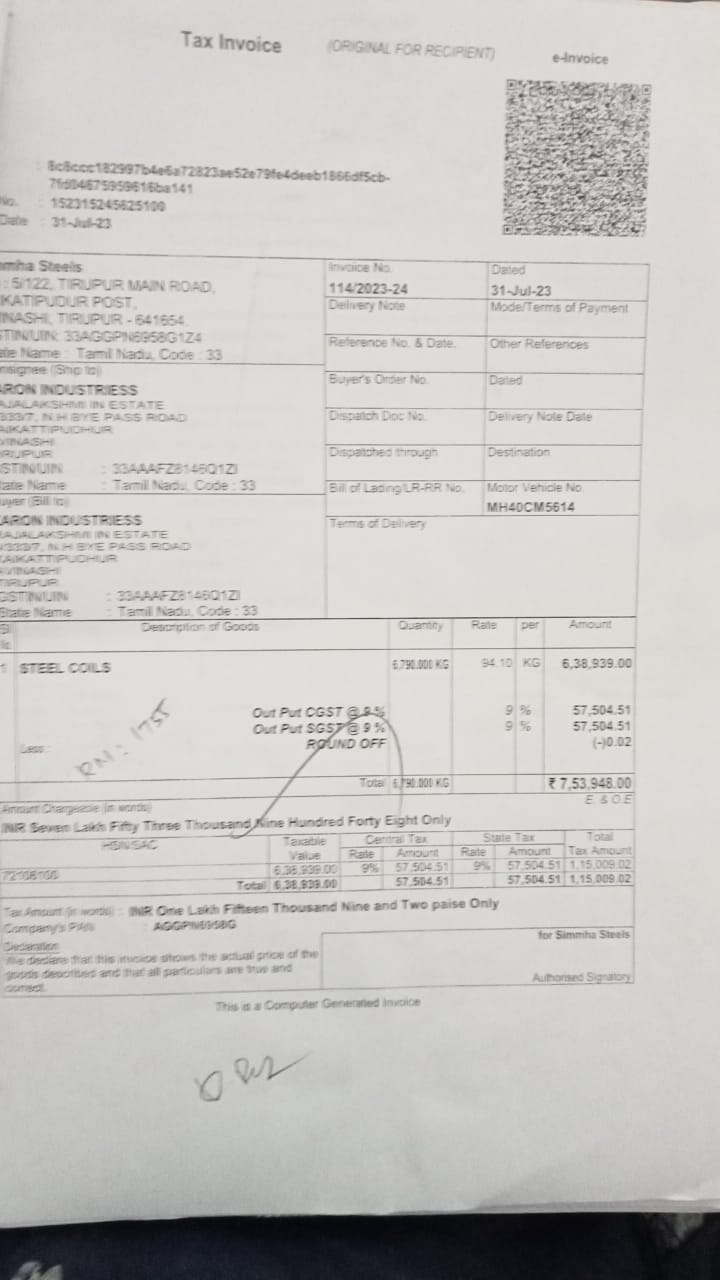 Tax Invoice (ORIGINAL FOR RECIPIENT) e-Invoice
: 8c8ccc182997b4e6a72823ae52e79fe4deeb1866df5cb-
7fd04675959616ba141
No. : 152315245625100
Date : 31-Jul-23
mha Steels
: 5/122, TIRUPUR MAIN ROAD,
KATIPUDUR POST,
INASHI, TIRUPUR - 641654.
STIN/UIN: 33AGGPN6958G1Z4
ate Name : Tamil Nadu, Code : 33
Invoice No. Dated
114/2023-24 31-Jul-23
Delivery Note Mode/Terms of Payment
Reference No. & Date. Other References
nsignee (Ship to)
ARON INDUSTRIESS
AJALAKSHMI IN ESTATE
333/7, N.H BYE PASS ROAD
AIKATTIPUDHUR
VINASHI
IRUPUR
STIN/UIN : 33AAAFZ8146Q1ZI
tate Name : Tamil Nadu, Code : 33
Buyer's Order No. Dated
Dispatch Doc No. Delivery Note Date
Dispatched through Destination
Bill of Lading/LR-RR No. Motor Vehicle No.
MH40CM5614
uyer (Bill to)
ARON INDUSTRIESS
AJALAKSHMI IN ESTATE
333/7, N.H BYE PASS ROAD
AIKATTIPUDHUR
VINASHI
TIRUPUR
GSTIN/UIN : 33AAAFZ8146Q1ZI
State Name : Tamil Nadu, Code : 33
Terms of Delivery
Sl Description of Goods Quantity Rate per Amount
No.
1 STEEL COILS 6,790.000 KG 94.10 KG 6,38,939.00
Out Put CGST @ 9 % 9 % 57,504.51
Out Put SGST @ 9 % 9 % 57,504.51
Less : ROUND OFF (-)0.02
RM: 1755
Total 6,790.000 KG ₹ 7,53,948.00
Amount Chargeable (in words) E. & O.E
INR Seven Lakh Fifty Three Thousand Nine Hundred Forty Eight Only
HSN/SAC Taxable Central Tax State Tax Total
Value Rate Amount Rate Amount Tax Amount
72106100 6,38,939.00 9% 57,504.51 9% 57,504.51 1,15,009.02
Total 6,38,939.00 57,504.51 57,504.51 1,15,009.02
Tax Amount (in words) : INR One Lakh Fifteen Thousand Nine and Two paise Only
Company's PAN : AGGPN6958G
Declaration
We declare that this invoice shows the actual price of the
goods described and that all particulars are true and
correct.
for Simmha Steels
Authorised Signatory
This is a Computer Generated Invoice